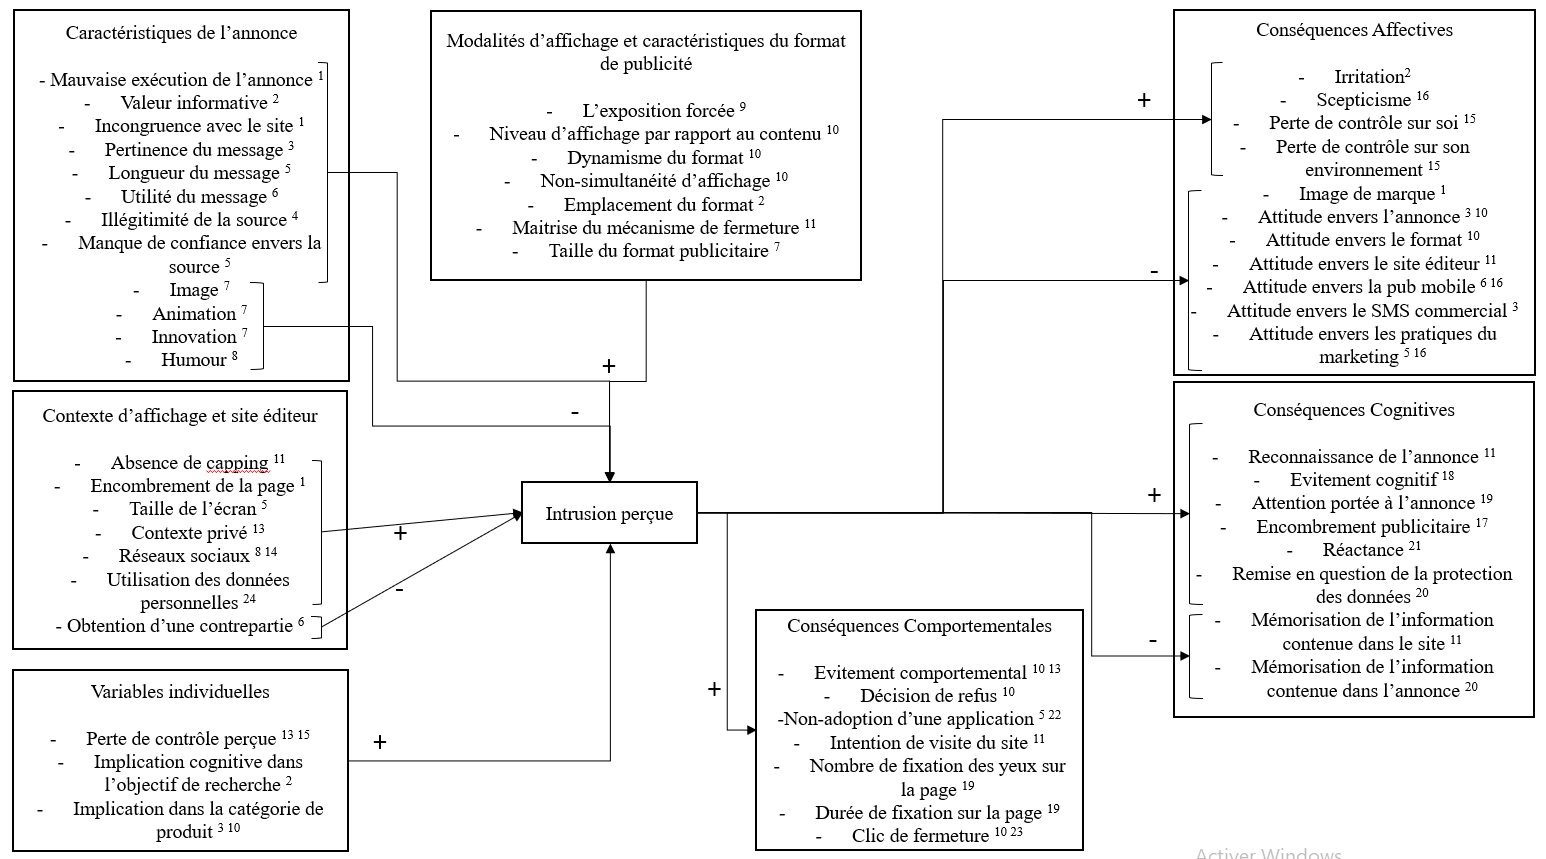 Caractéristiques de l’annonce
- Mauvaise exécution de l’annonce 1
- Valeur informative 2
- Incongruence avec le site 1
- Pertinence du message 3
- Longueur du message 5
- Utilité du message 6
- Illégitimité de la source 4
- Manque de confiance envers la
source 5
- Image 7
- Animation 7
- Innovation 7
- Humour 8
Modalités d’affichage et caractéristiques du format
de publicité
- L’exposition forcée 9
- Niveau d’affichage par rapport au contenu 10
- Dynamisme du format 10
- Non-simultanéité d’affichage 10
- Emplacement du format 2
- Maitrise du mécanisme de fermeture 11
- Taille du format publicitaire 7
+
-
Contexte d’affichage et site éditeur
- Absence de capping 11
- Encombrement de la page 1
- Taille de l’écran 5
- Contexte privé 13
- Réseaux sociaux 8 14
- Utilisation des données
personnelles 24
- Obtention d’une contrepartie 6
+
-
Variables individuelles
- Perte de contrôle perçue 13 15
- Implication cognitive dans
l’objectif de recherche 2
- Implication dans la catégorie de
produit 3 10
+
Intrusion perçue
+
-
Conséquences Affectives
- Irritation2
- Scepticisme 16
- Perte de contrôle sur soi 15
- Perte de contrôle sur son
environnement 15
- Image de marque 1
- Attitude envers l’annonce 3 10
- Attitude envers le format 10
- Attitude envers le site éditeur 11
- Attitude envers la pub mobile 6 16
- Attitude envers le SMS commercial 3
- Attitude envers les pratiques du
marketing 5 16
+
-
Conséquences Cognitives
- Reconnaissance de l’annonce 11
- Evitement cognitif 18
- Attention portée à l’annonce 19
- Encombrement publicitaire 17
- Réactance 21
- Remise en question de la protection
des données 20
- Mémorisation de l’information
contenue dans le site 11
- Mémorisation de l’information
contenue dans l’annonce 20
+
Conséquences Comportementales
- Evitement comportemental 10 13
- Décision de refus 10
-Non-adoption d’une application 5 22
- Intention de visite du site 11
- Nombre de fixation des yeux sur
la page 19
- Durée de fixation sur la page 19
- Clic de fermeture 10 23
Activer Windows